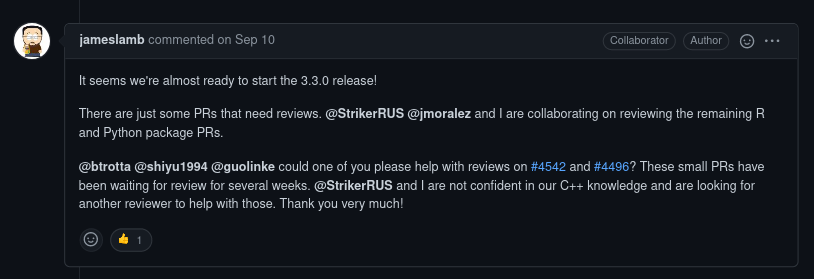 jameslamb commented on Sep 10
Collaborator
Author
It seems we're almost ready to start the 3.3.0 release!
There are just some PRs that need reviews. @StrikerRUS @jmoralez and I are collaborating on reviewing the remaining R
and Python package PRs.
@btrotta @shiyu1994 @guolinke could one of you please help with reviews on #4542 and #4496? These small PRs have
been waiting for review for several weeks. @StrikerRUS and I are not confident in our C++ knowledge and are looking for
another reviewer to help with those. Thank you very much!
👍 1